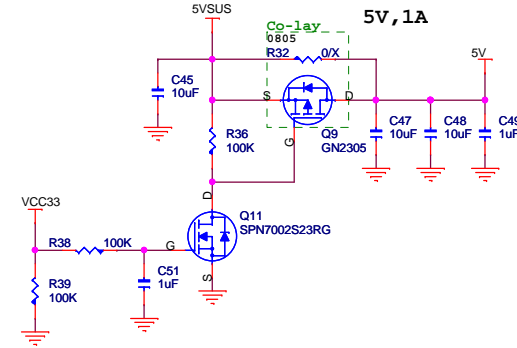 5VSUS
5V,1A
Co-lay
0805
R32 0/X
5V
C45
10uF
S D
Q9
GN2305
G
R36
100K
C47
10uF
C48
10uF
C49
1uF
D
VCC33
Q11
SPN7002S23RG
R38 100K
G
S
C51
1uF
R39
100K